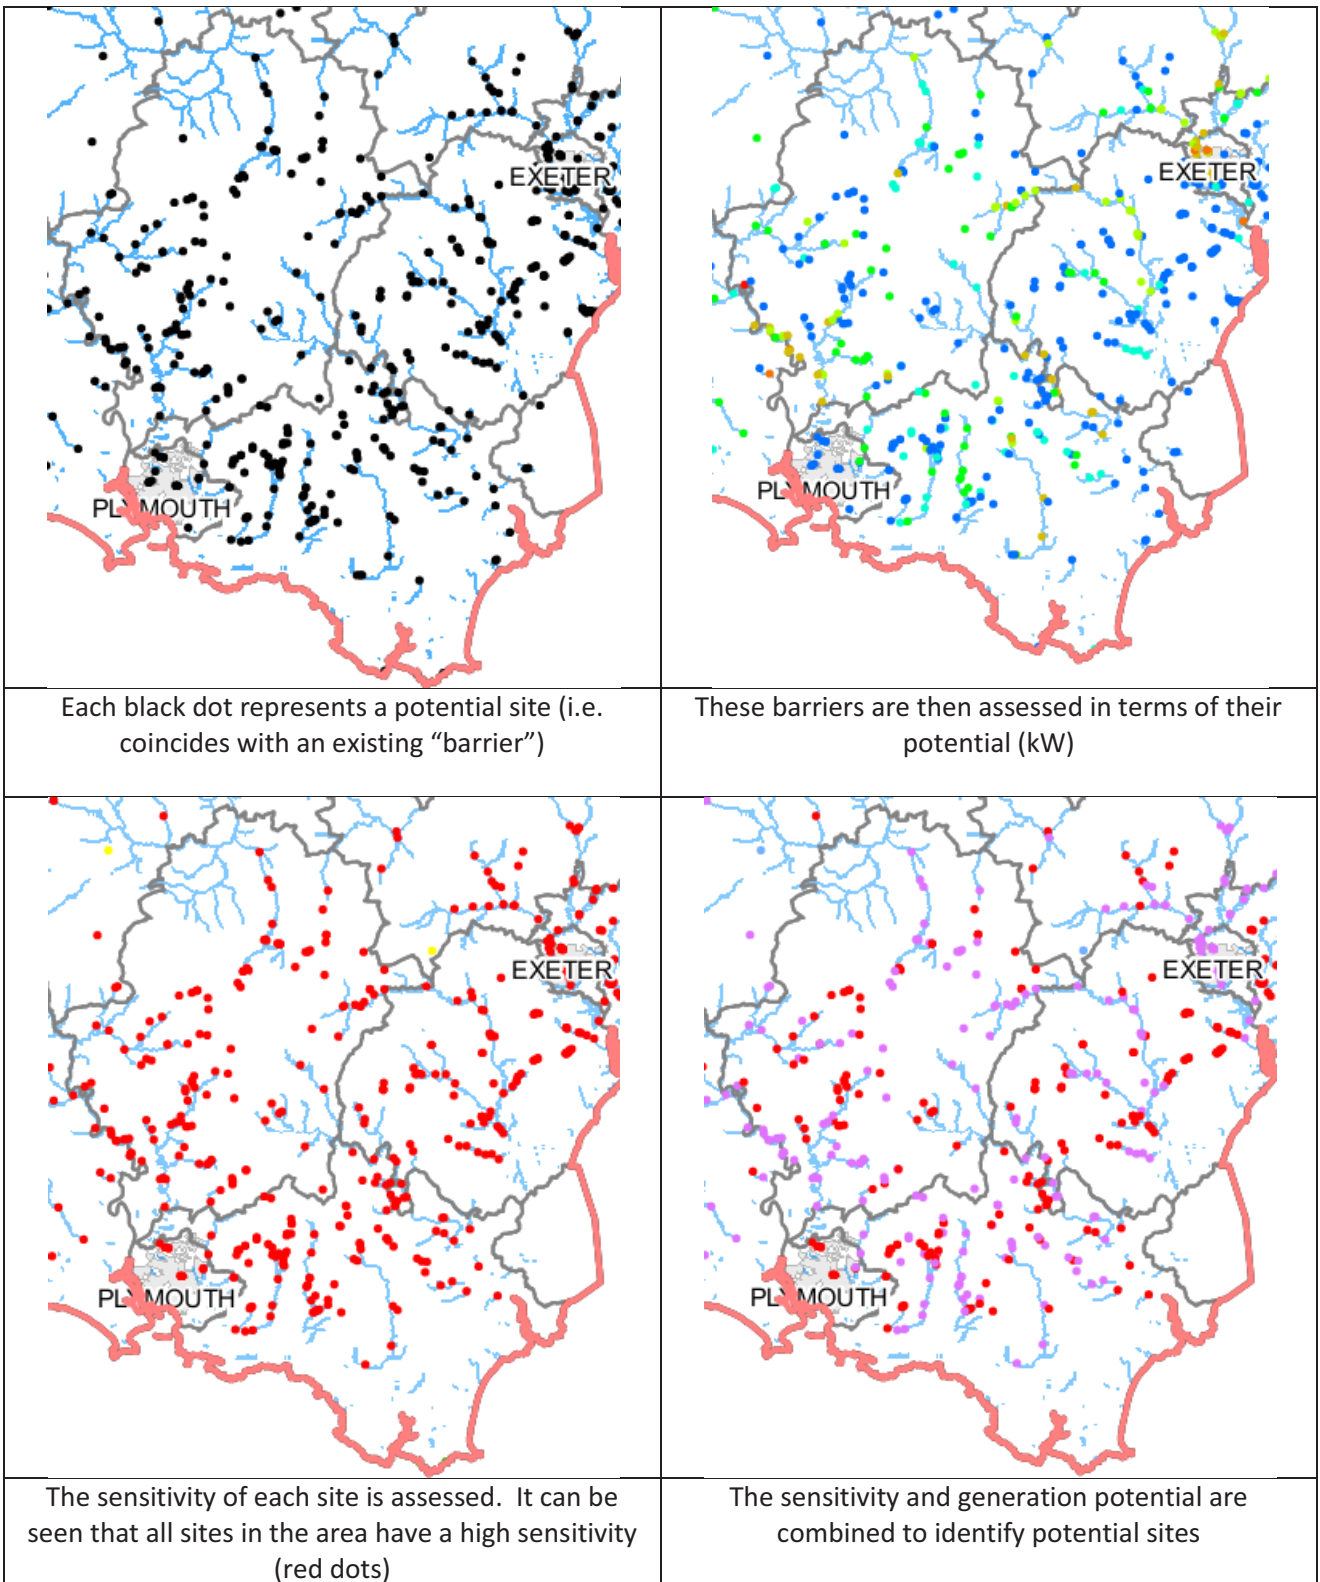 EXETER
PLYMOUTH
EXETER
PLYMOUTH
Each black dot represents a potential site (i.e.
coincides with an existing “barrier”)
These barriers are then assessed in terms of their
potential (kW)
EXETER
PLYMOUTH
EXETER
PLYMOUTH
The sensitivity of each site is assessed.  It can be
seen that all sites in the area have a high sensitivity
(red dots)
The sensitivity and generation potential are
combined to identify potential sites